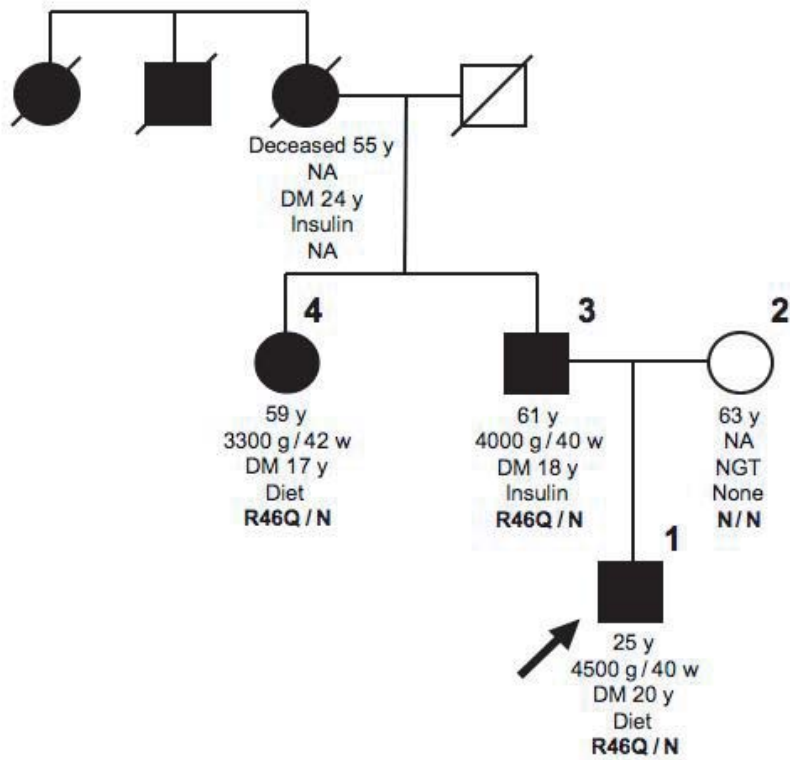 Deceased 55 y
NA
DM 24 y
Insulin
NA
4
59 y
3300 g / 42 w
DM 17 y
Diet
R46Q / N
3
61 y
4000 g / 40 w
DM 18 y
Insulin
R46Q / N
2
63 y
NA
NGT
None
N / N
1
25 y
4500 g / 40 w
DM 20 y
Diet
R46Q / N